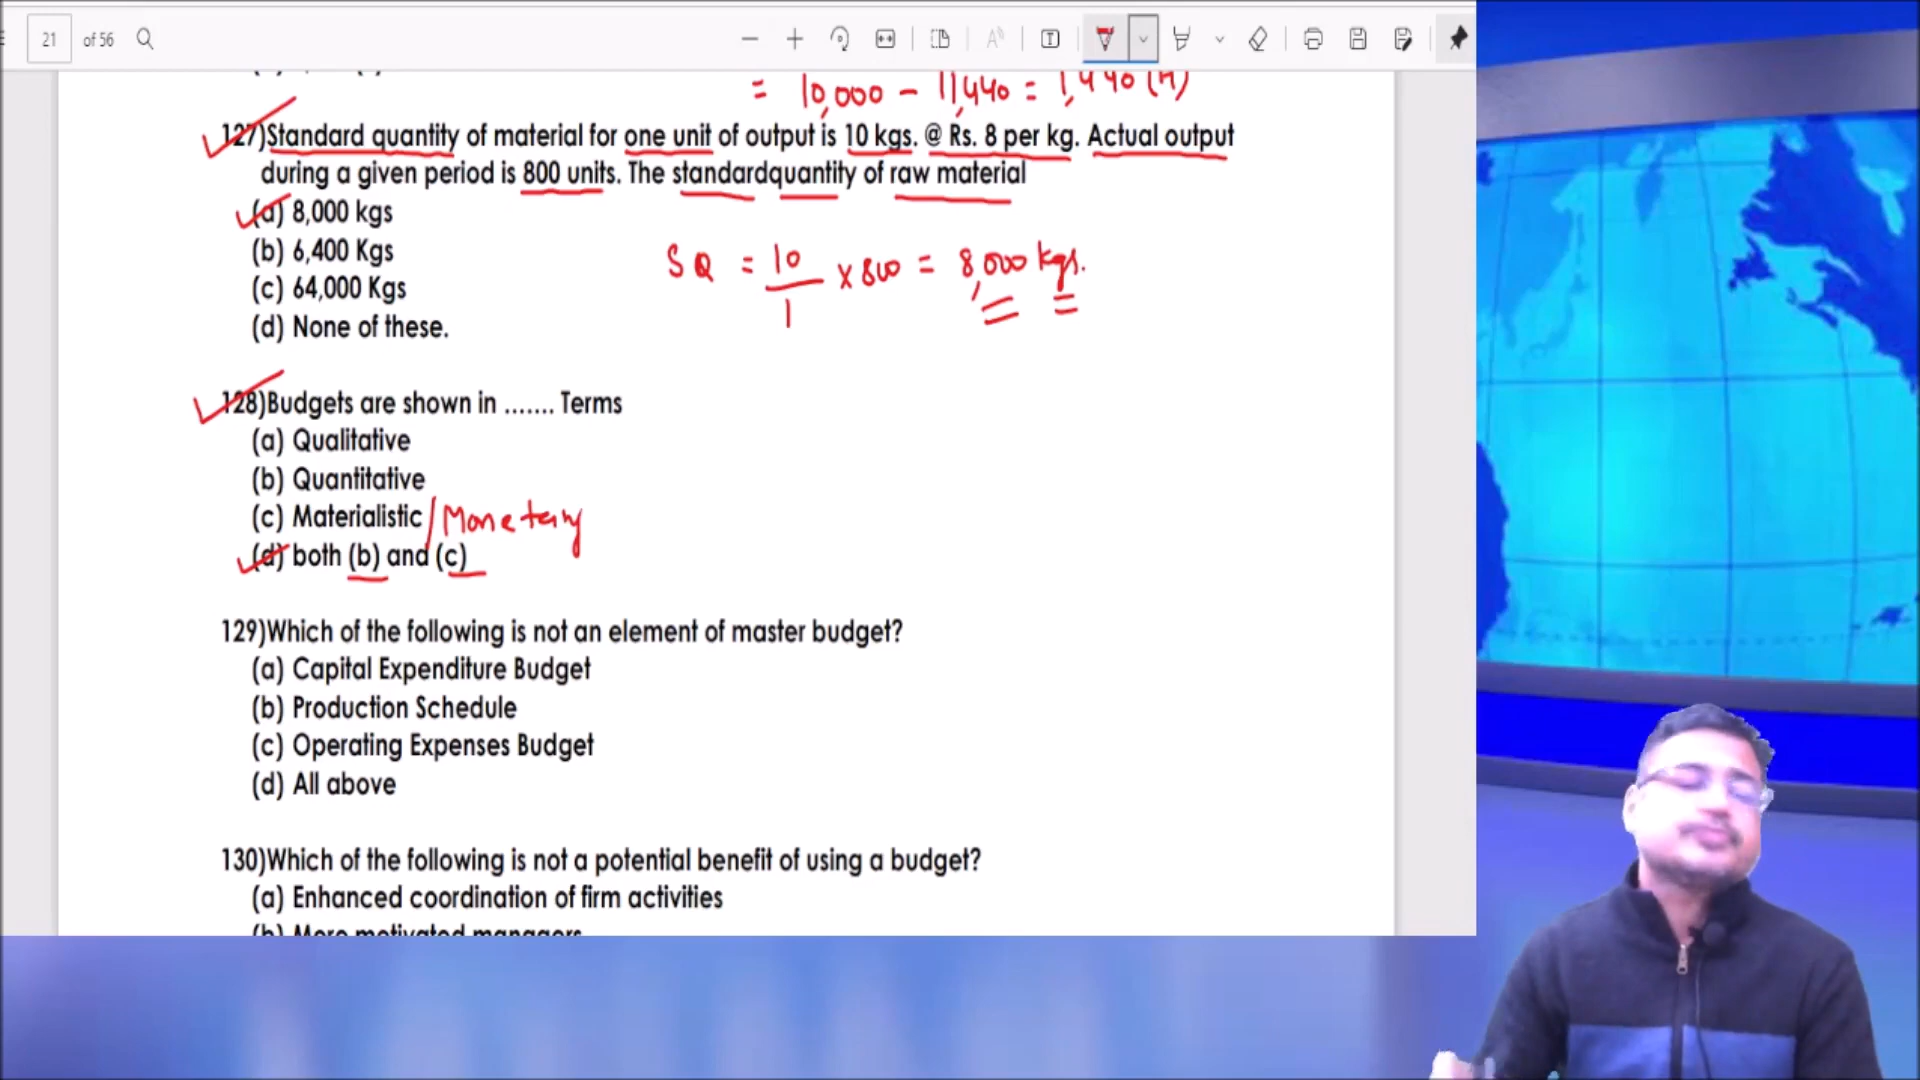 21 of 56
= 10,000 - 11,440 = 1,440 (A)
127)Standard quantity of material for one unit of output is 10 kgs. @ Rs. 8 per kg. Actual output
during a given period is 800 units. The standardquantity of raw material
(a) 8,000 kgs
(b) 6,400 Kgs
(c) 64,000 Kgs
(d) None of these.
SQ = 10/1 × 800 = 8,000 kgs.
128)Budgets are shown in ....... Terms
(a) Qualitative
(b) Quantitative
(c) Materialistic / Monetary
(d) both (b) and (c)
129)Which of the following is not an element of master budget?
(a) Capital Expenditure Budget
(b) Production Schedule
(c) Operating Expenses Budget
(d) All above
130)Which of the following is not a potential benefit of using a budget?
(a) Enhanced coordination of firm activities
(b) More motivated managers